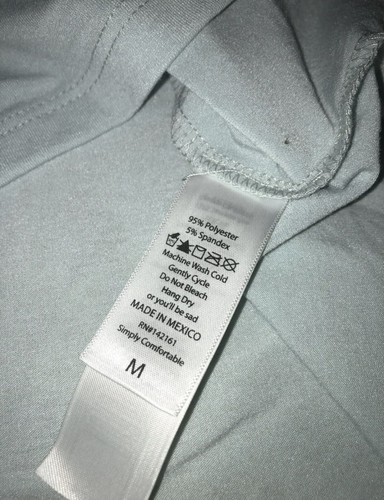 95% Polyester
5% Spandex
Machine Wash Cold
Gently Cycle
Do Not Bleach
Hang Dry
or you'll be sad
MADE IN MEXICO
RN#142161
Simply Comfortable
M